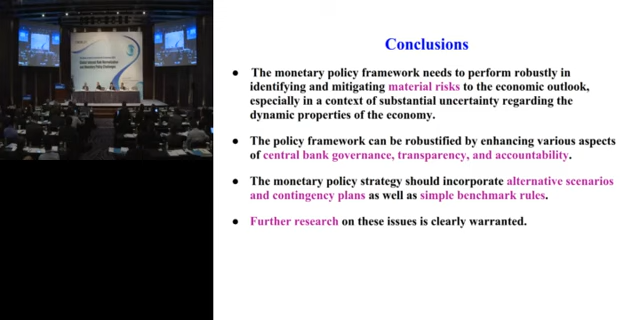 Conclusions
● The monetary policy framework needs to perform robustly in
identifying and mitigating material risks to the economic outlook,
especially in a context of substantial uncertainty regarding the
dynamic properties of the economy.
● The policy framework can be robustified by enhancing various aspects
of central bank governance, transparency, and accountability.
● The monetary policy strategy should incorporate alternative scenarios
and contingency plans as well as simple benchmark rules.
● Further research on these issues is clearly warranted.